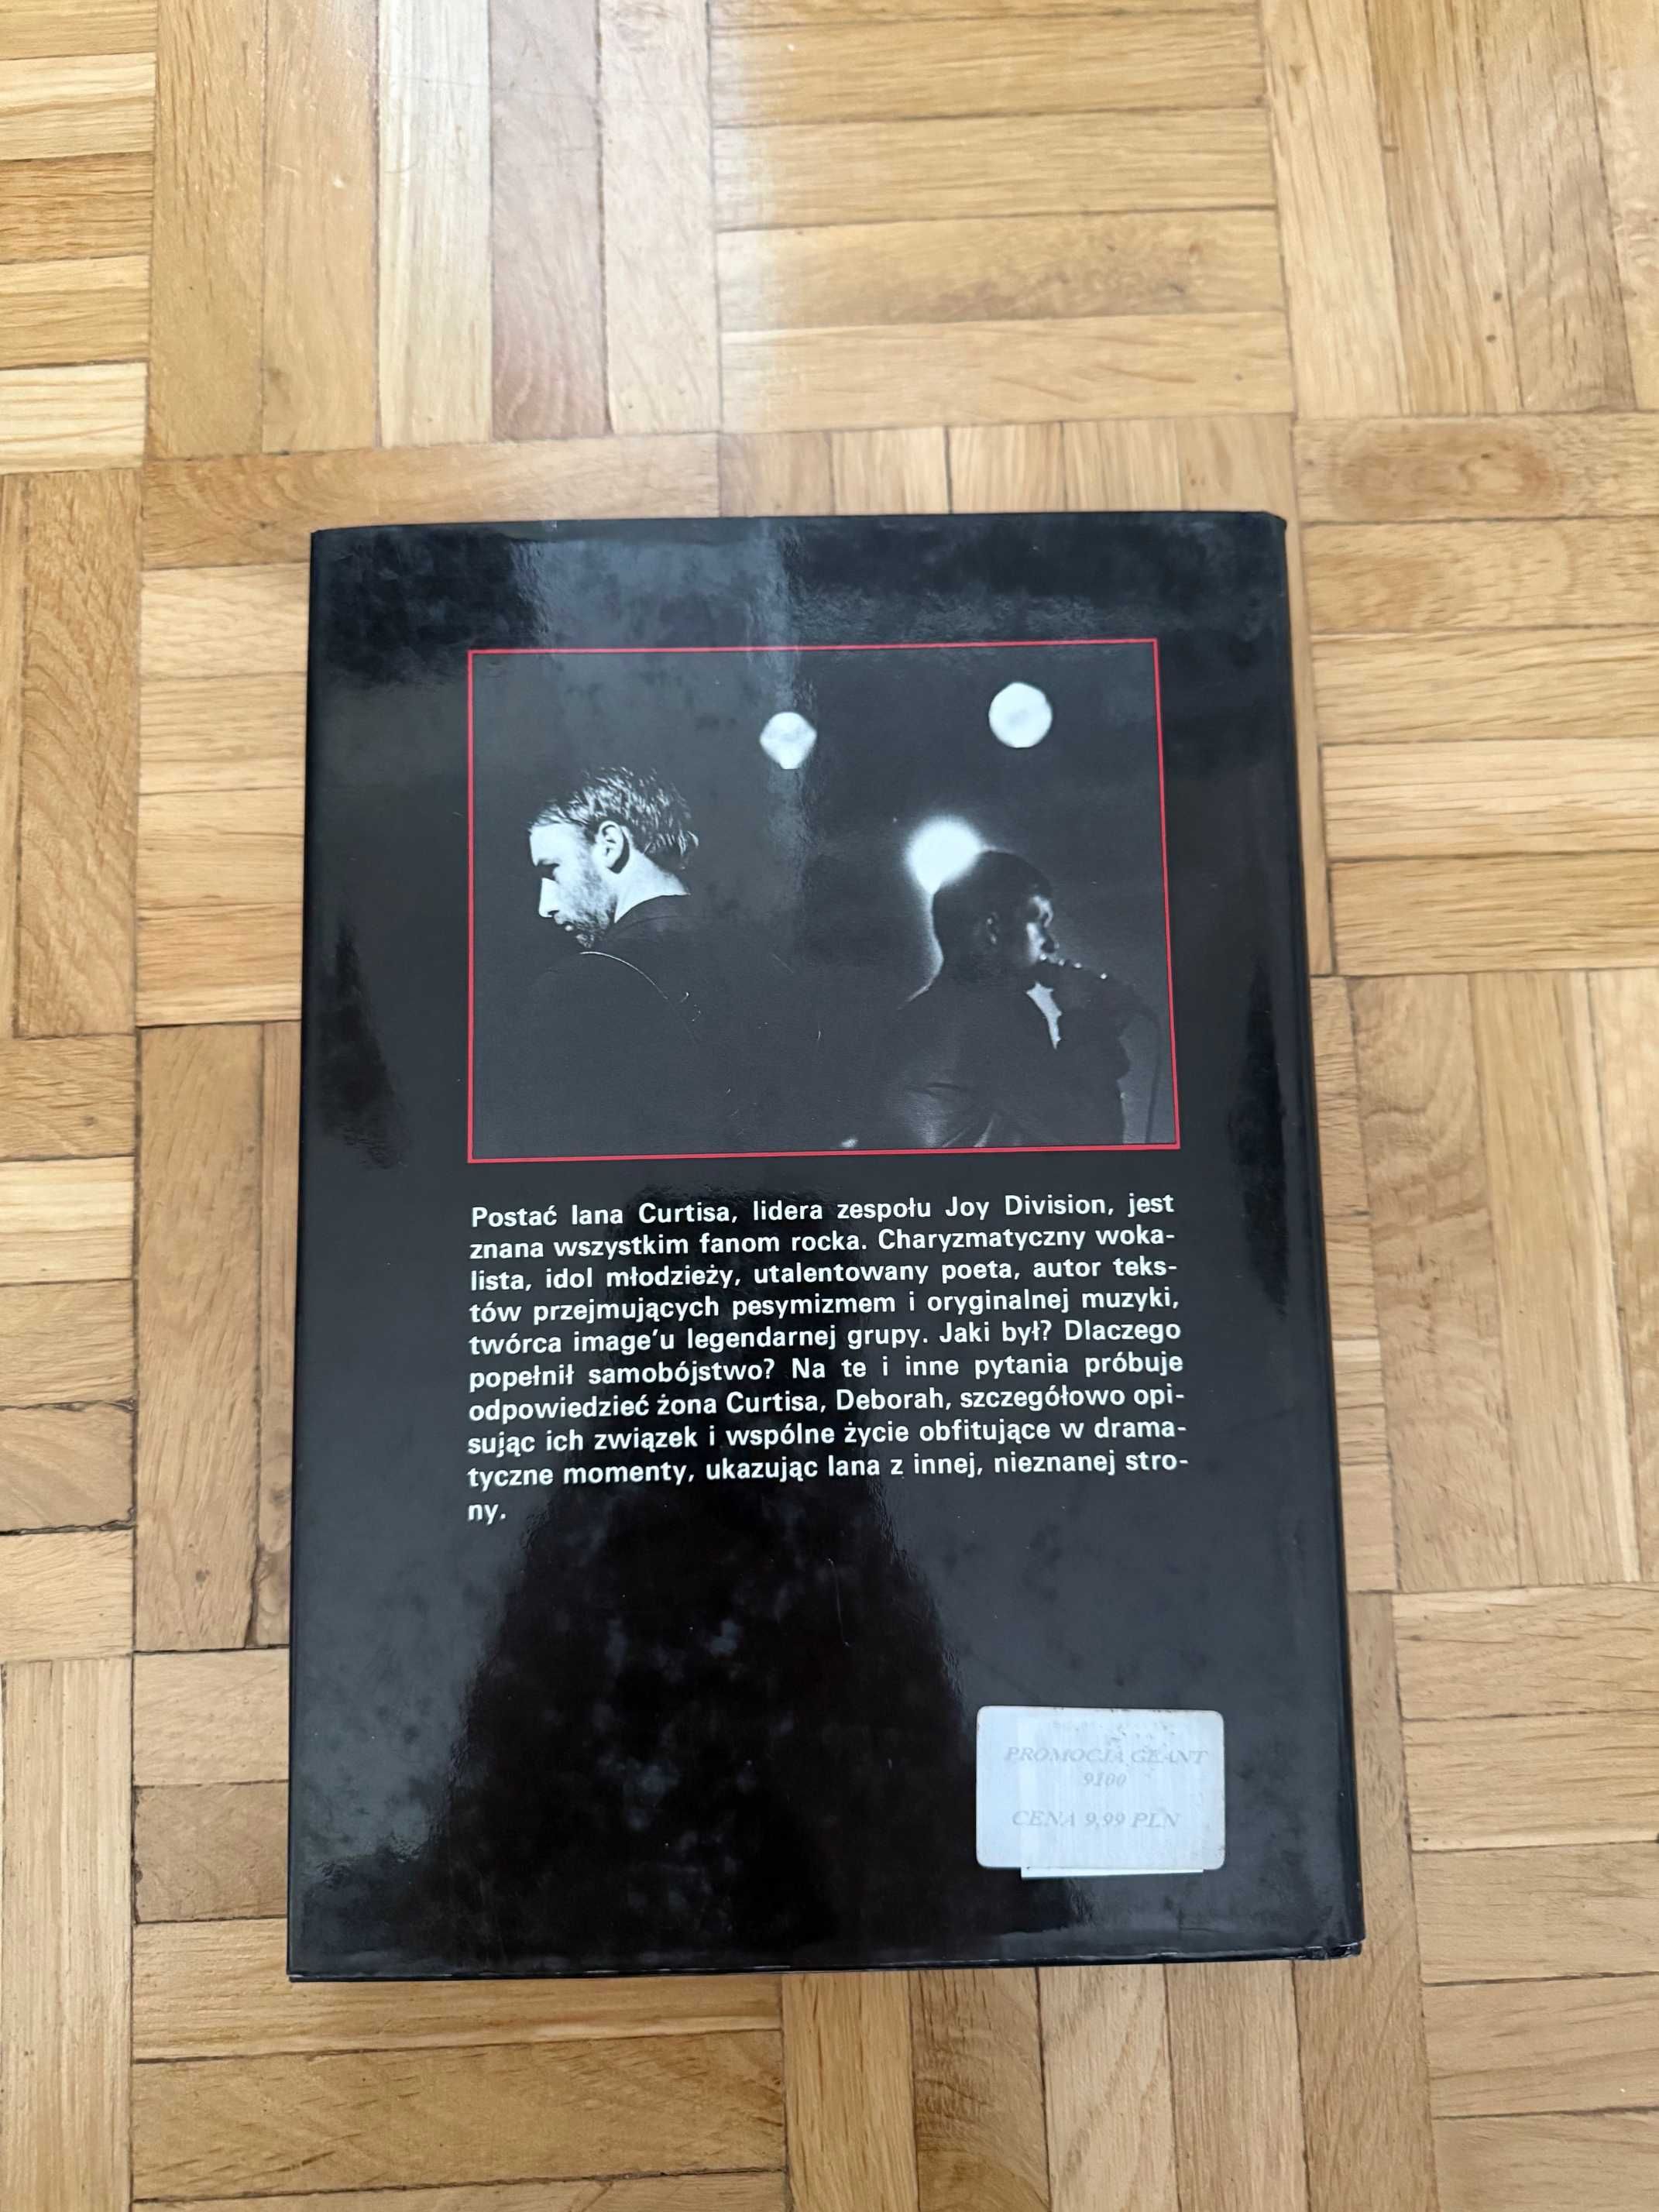 Postać Iana Curtisa, lidera zespołu Joy Division, jest
znana wszystkim fanom rocka. Charyzmatyczny woka-
lista, idol młodzieży, utalentowany poeta, autor teks-
tów przejmujących pesymizmem i oryginalnej muzyki,
twórca image'u legendarnej grupy. Jaki był? Dlaczego
popełnił samobójstwo? Na te i inne pytania próbuje
odpowiedzieć żona Curtisa, Deborah, szczegółowo opi-
sując ich związek i wspólne życie obfitujące w drama-
tyczne momenty, ukazując Iana z innej, nieznanej stro-
ny.
PROMOCJA GEANT
9100
CENA 9,99 PLN